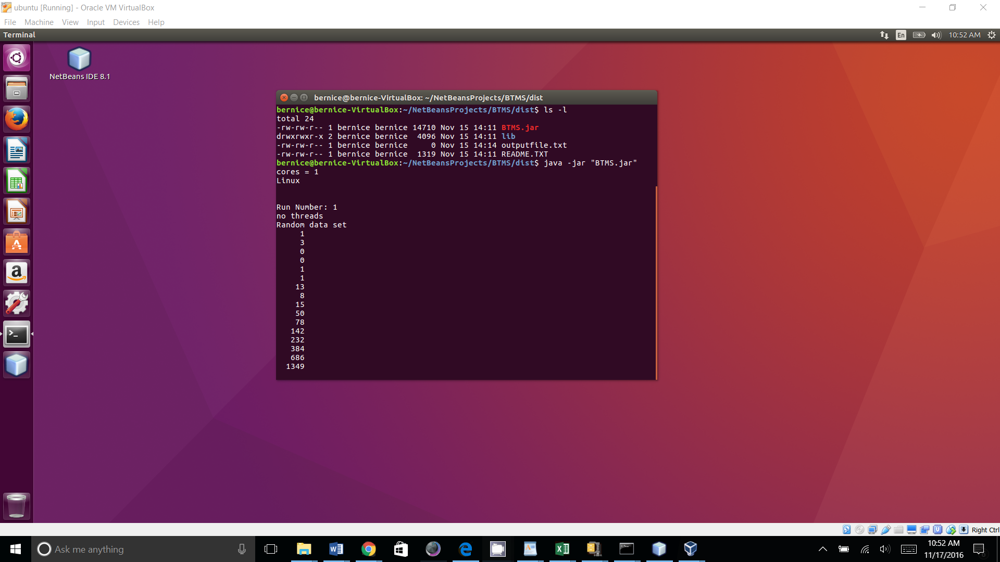 ubuntu [Running] - Oracle VM VirtualBox
File Machine View Input Devices Help
Terminal
En
10:52 AM
NetBeans IDE 8.1
bernice@bernice-VirtualBox: ~/NetBeansProjects/BTMS/dist
bernice@bernice-VirtualBox:~/NetBeansProjects/BTMS/dist$ ls -l
total 24
-rw-rw-r-- 1 bernice bernice 14710 Nov 15 14:11 BTMS.jar
drwxrwxr-x 2 bernice bernice  4096 Nov 15 14:11 lib
-rw-rw-r-- 1 bernice bernice     0 Nov 15 14:14 outputfile.txt
-rw-rw-r-- 1 bernice bernice  1319 Nov 15 14:11 README.TXT
bernice@bernice-VirtualBox:~/NetBeansProjects/BTMS/dist$ java -jar "BTMS.jar"
cores = 1
Linux
Run Number: 1
no threads
Random data set
1
3
0
0
1
1
13
8
15
50
78
142
232
384
686
1349
Right Ctrl
Ask me anything
10:52 AM
11/17/2016